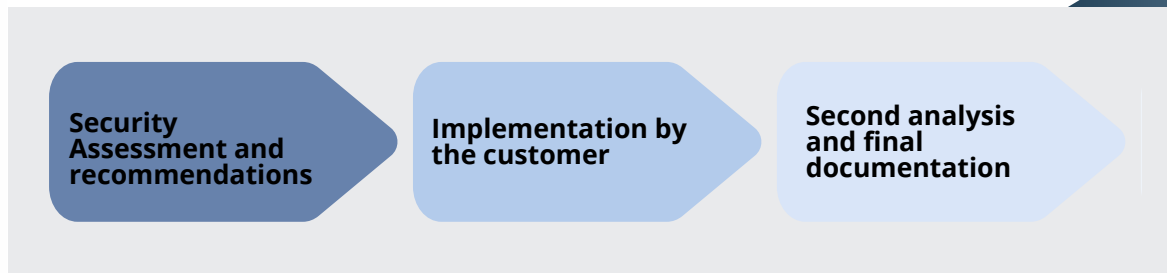 Security
Assessment and
recommendations
Implementation by
the customer
Second analysis
and final
documentation